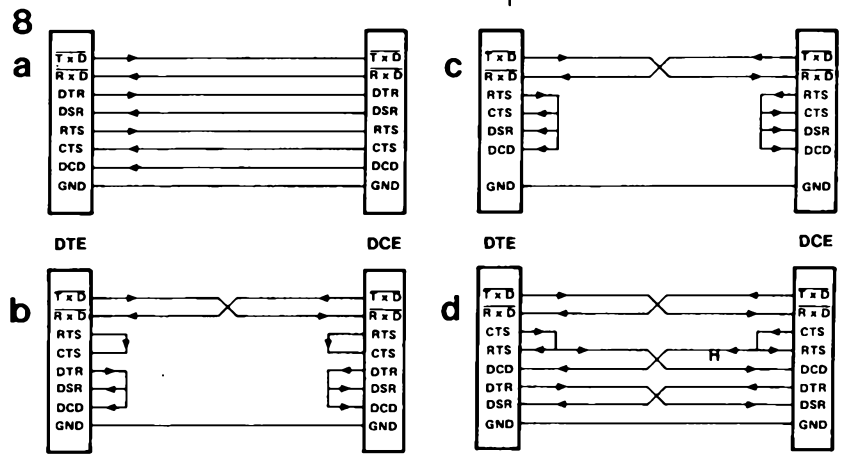 8
a
TxD TxD
RxD RxD
DTR DTR
DSR DSR
RTS RTS
CTS CTS
DCD DCD
GND GND
DTE DCE
c
TxD TxD
RxD RxD
RTS RTS
CTS CTS
DSR DSR
DCD DCD
GND GND
DTE DCE
b
TxD TxD
RxD RxD
RTS RTS
CTS CTS
DTR DTR
DSR DSR
DCD DCD
GND GND
d
TxD TxD
RxD RxD
CTS CTS
RTS H RTS
DCD DCD
DTR DTR
DSR DSR
GND GND